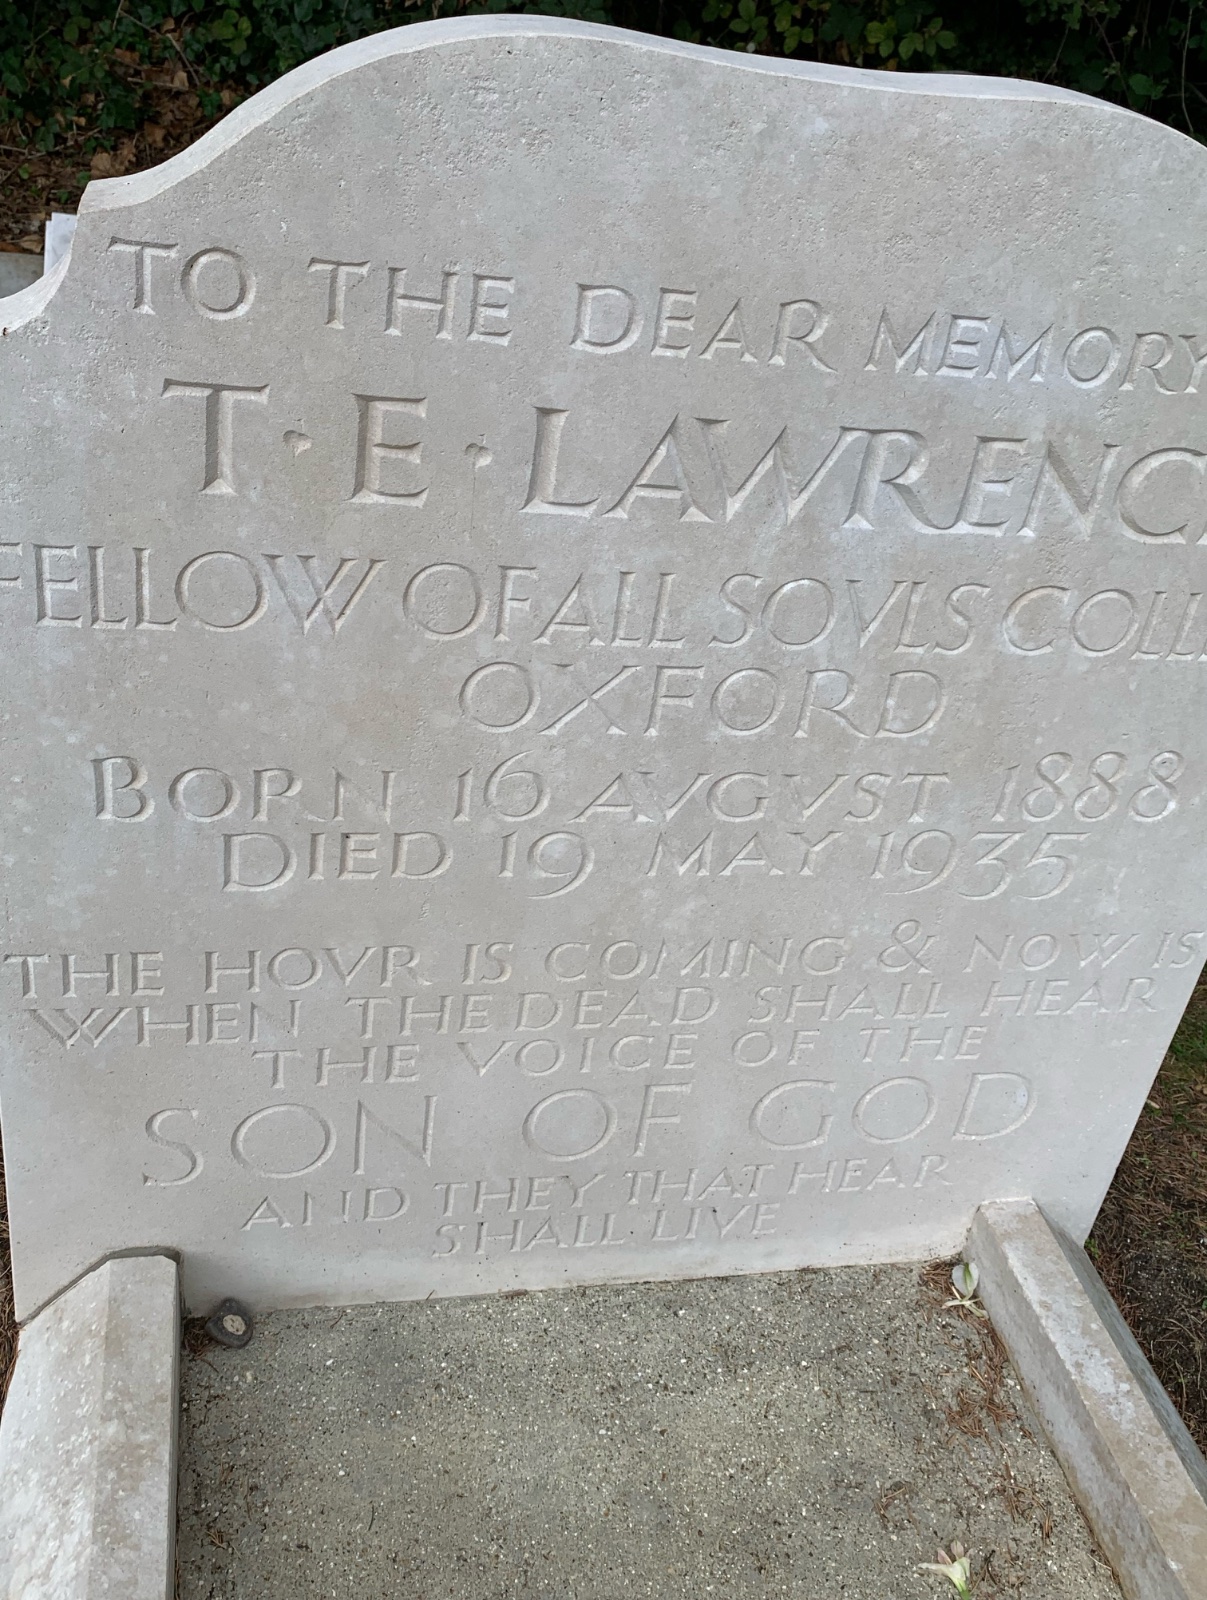 TO THE DEAR MEMORY
T · E · LAWRENC
FELLOW OF ALL SOVLS COLL
OXFORD
BORN 16 AVGVST 1888
DIED 19 MAY 1935
THE HOVR IS COMING & NOW IS
WHEN THE DEAD SHALL HEAR
THE VOICE OF THE
SON OF GOD
AND THEY THAT HEAR
SHALL LIVE